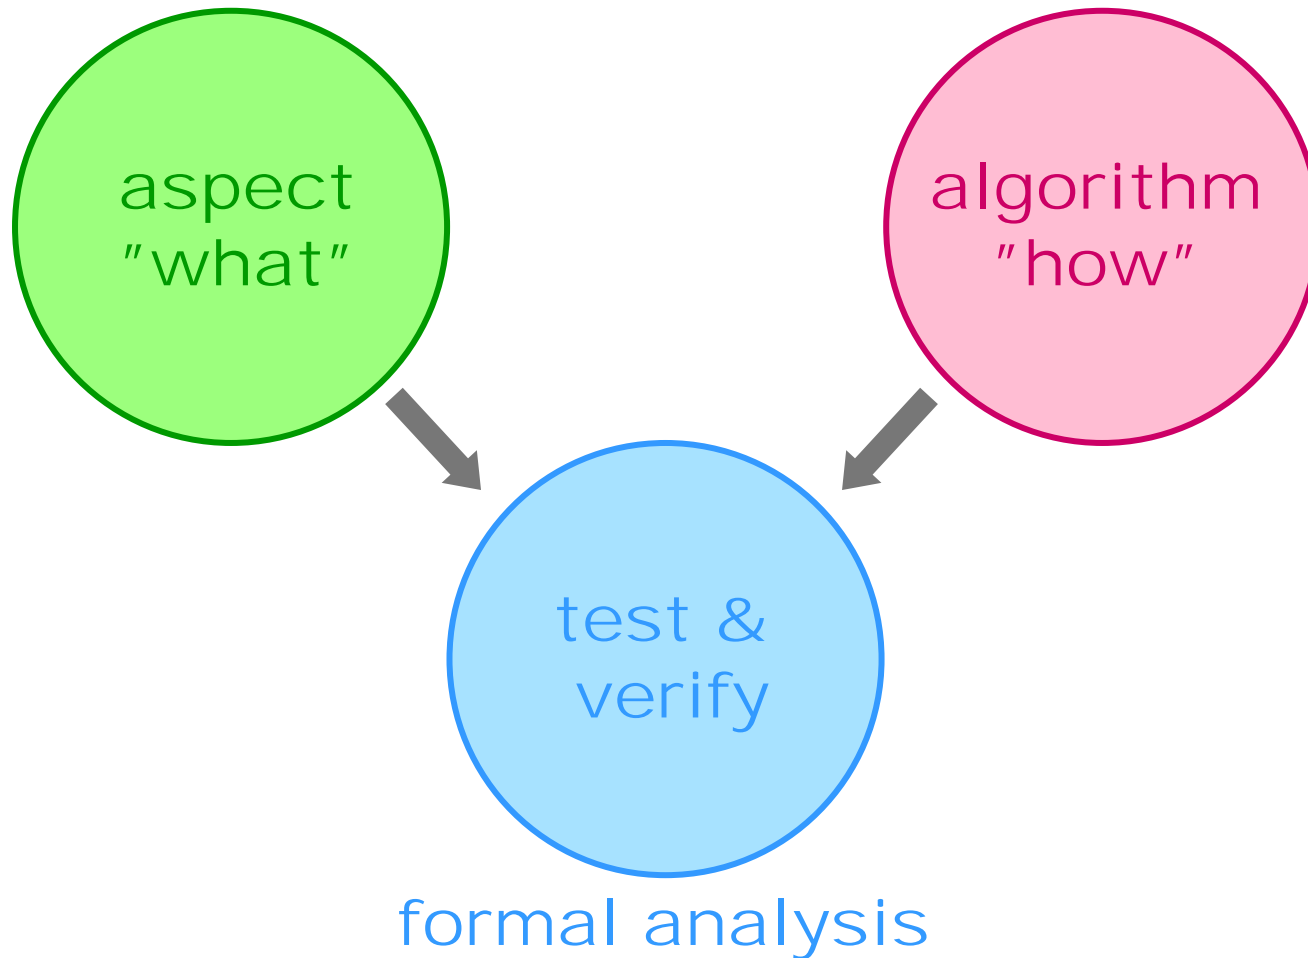 aspect
"what"
algorithm
"how"
test &
verify
formal analysis